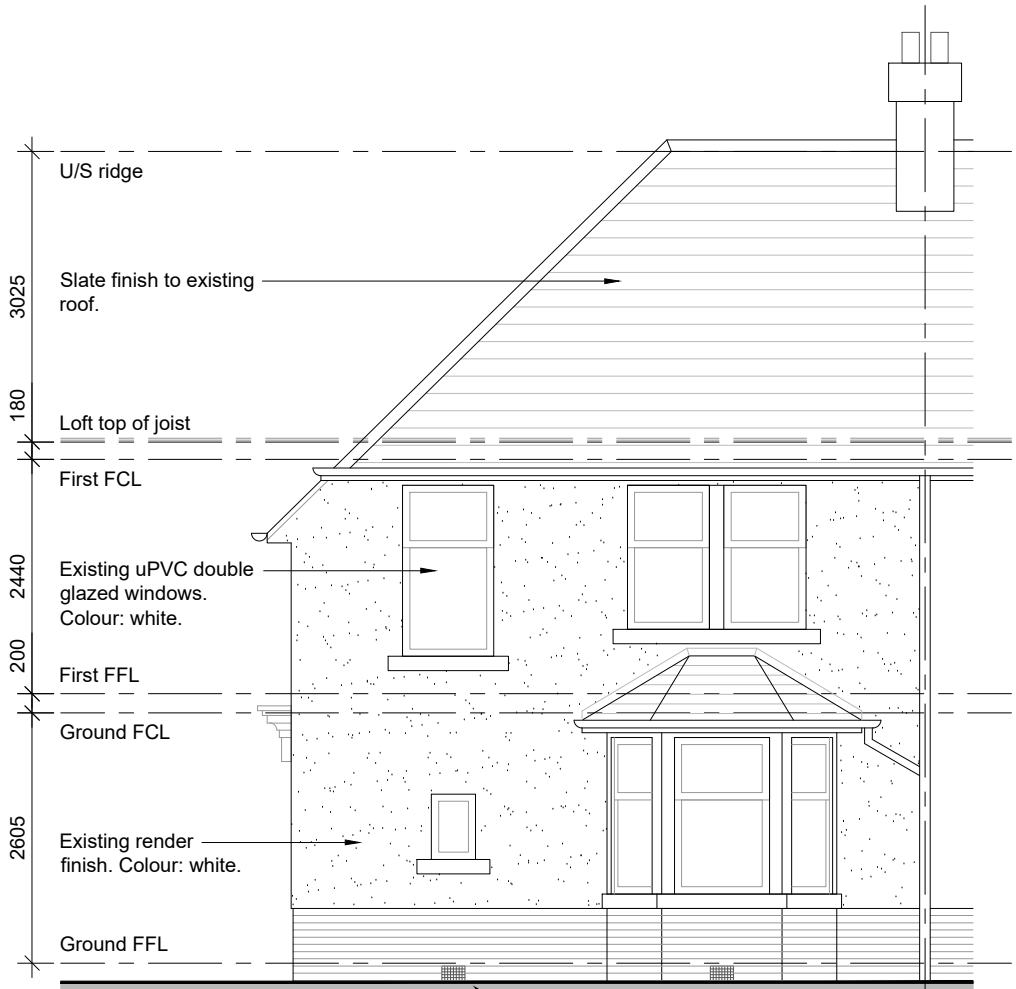 U/S ridge
3025
Slate finish to existing
roof.
180
Loft top of joist
First FCL
2440
Existing uPVC double
glazed windows.
Colour: white.
200
First FFL
Ground FCL
2605
Existing render
finish. Colour: white.
Ground FFL